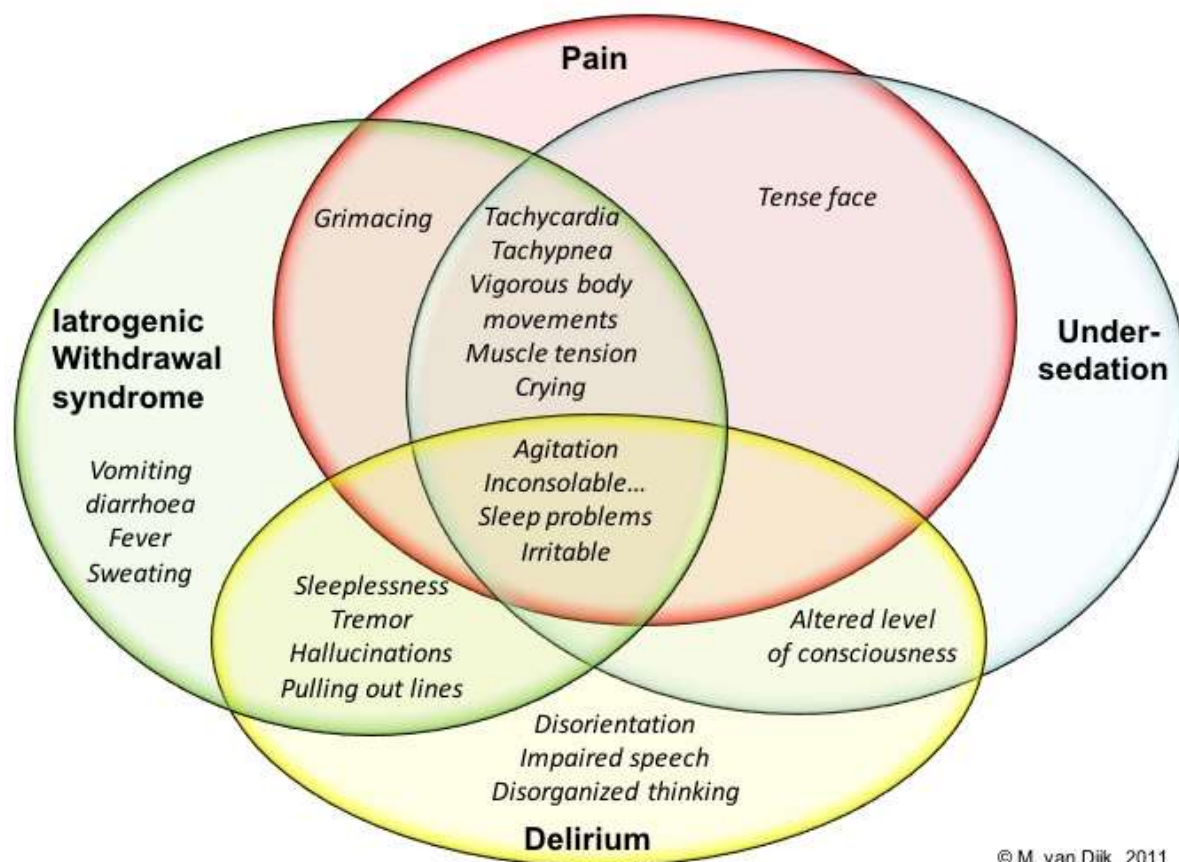 Pain
Tense face
Grimacing
Tachycardia
Tachypnea
Vigorous body
movements
Muscle tension
Crying
Iatrogenic
Withdrawal
syndrome
Under-
sedation
Vomiting
diarrhoea
Fever
Sweating
Agitation
Inconsolable...
Sleep problems
Irritable
Sleeplessness
Tremor
Hallucinations
Pulling out lines
Altered level
of consciousness
Disorientation
Impaired speech
Disorganized thinking
Delirium
© M. van Dijk, 2011